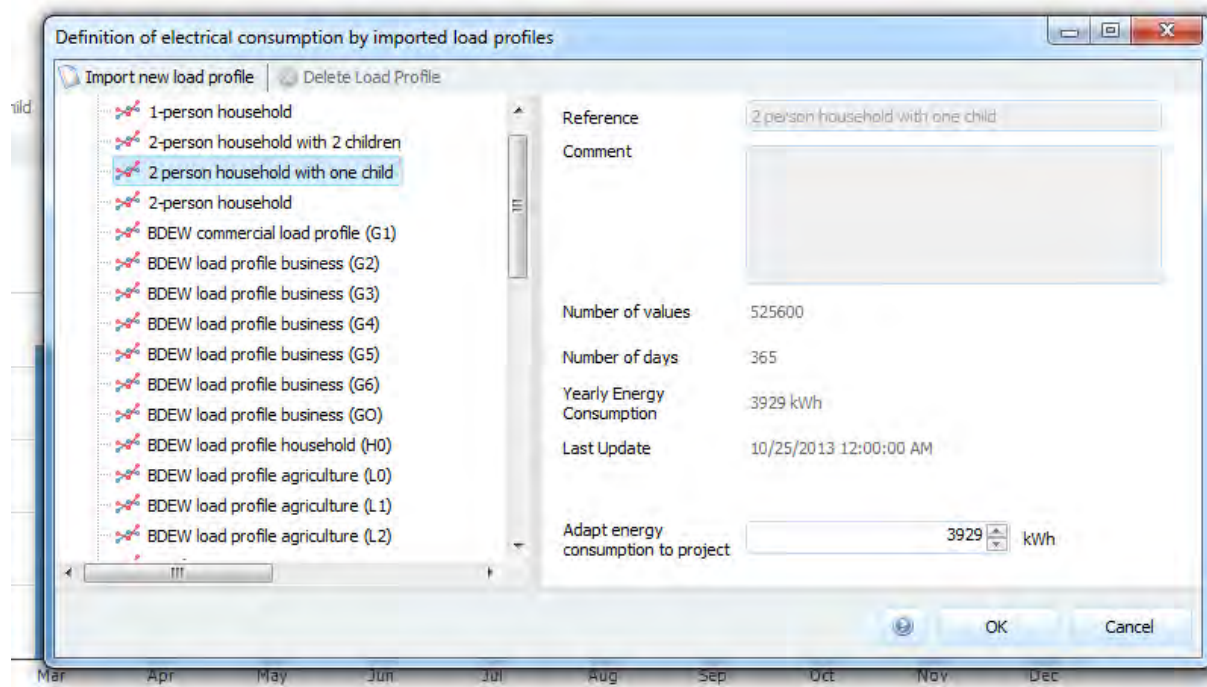 Definition of electrical consumption by imported load profiles
Import new load profile Delete Load Profile
1-person household
2-person household with 2 children
2 person household with one child
2-person household
BDEW commercial load profile (G1)
BDEW load profile business (G2)
BDEW load profile business (G3)
BDEW load profile business (G4)
BDEW load profile business (G5)
BDEW load profile business (G6)
BDEW load profile business (GO)
BDEW load profile household (H0)
BDEW load profile agriculture (L0)
BDEW load profile agriculture (L1)
BDEW load profile agriculture (L2)
Reference 2 person household with one child
Comment
Number of values 525600
Number of days 365
Yearly Energy
Consumption 3929 kWh
Last Update 10/25/2013 12:00:00 AM
Adapt energy
consumption to project 3929 kWh
OK Cancel
Mar Apr May Jun Jul Aug Sep Oct Nov Dec